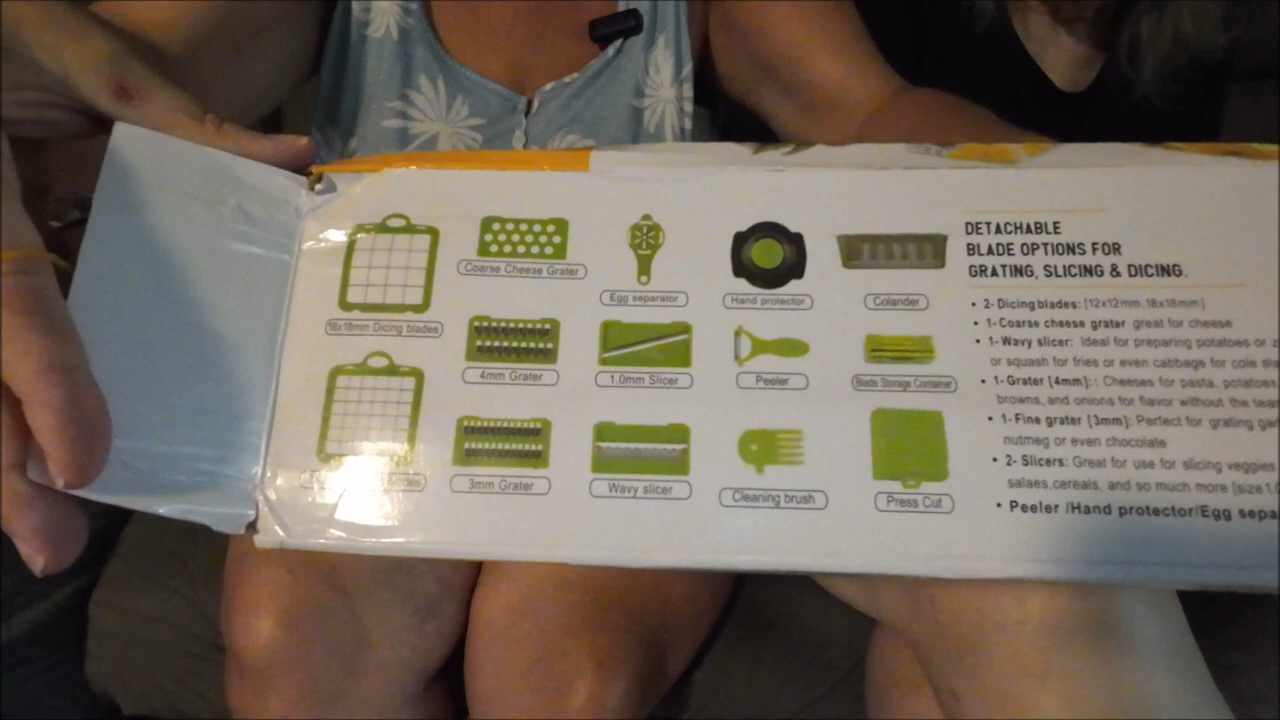 Coarse Cheese Grater
Egg separator
Hand protector
Colander
18x18mm Dicing blades
4mm Grater
1.0mm Slicer
Peeler
Blade Storage Container
3mm Grater
Wavy slicer
Cleaning brush
Press Cut
DETACHABLE
BLADE OPTIONS FOR
GRATING, SLICING & DICING.
• 2- Dicing blades: [12x12mm, 18x18mm]
• 1- Coarse cheese grater great for cheese
• 1- Wavy slicer: Ideal for preparing potatoes or
or squash for fries or even cabbage for cole
• 1- Grater [4mm]: : Cheeses for pasta, potatoes
browns, and onions for flavor without the
• 1- Fine grater [3mm]: Perfect for grating
nutmeg or even chocolate
• 2- Slicers: Great for use for slicing veggies
salaes,cereals, and so much more [size
• Peeler /Hand protector/Egg